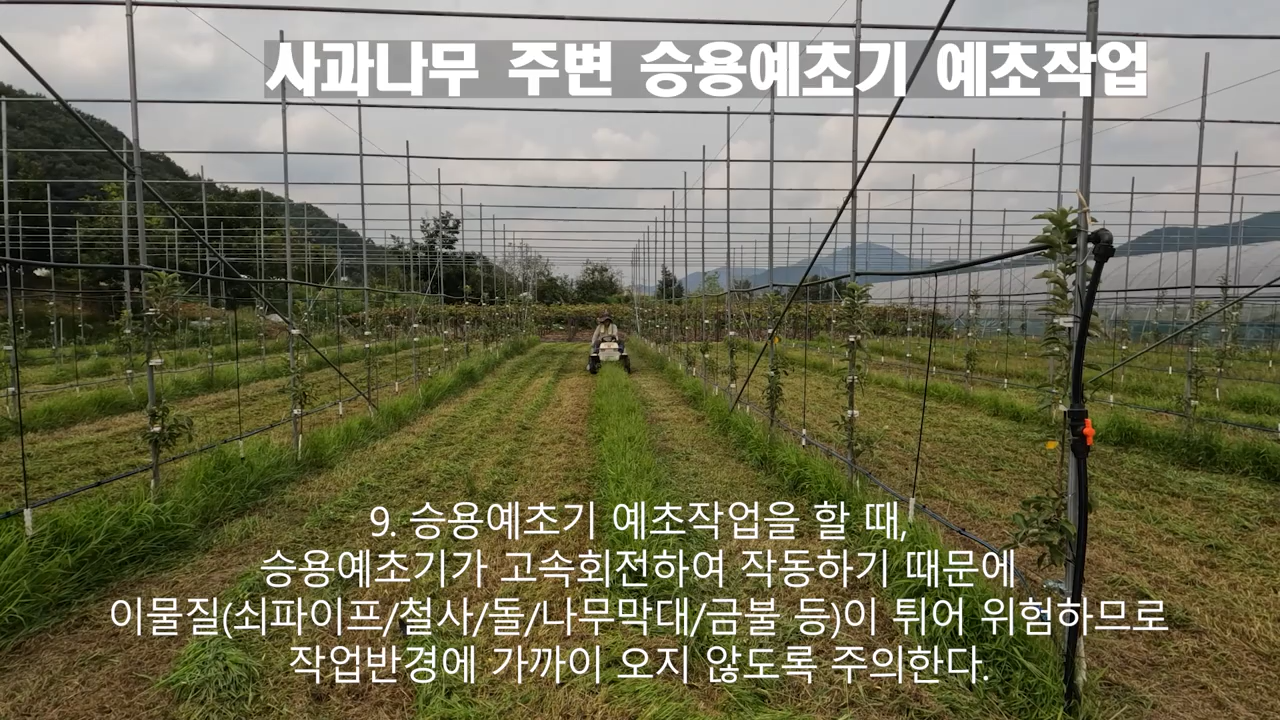 사과나무 주변 승용예초기 예초작업
9. 승용예초기 예초작업을 할 때,
승용예초기가 고속회전하여 작동하기 때문에
이물질(쇠파이프/철사/돌/나무막대/금불 등)이 튀어 위험하므로
작업반경에 가까이 오지 않도록 주의한다.